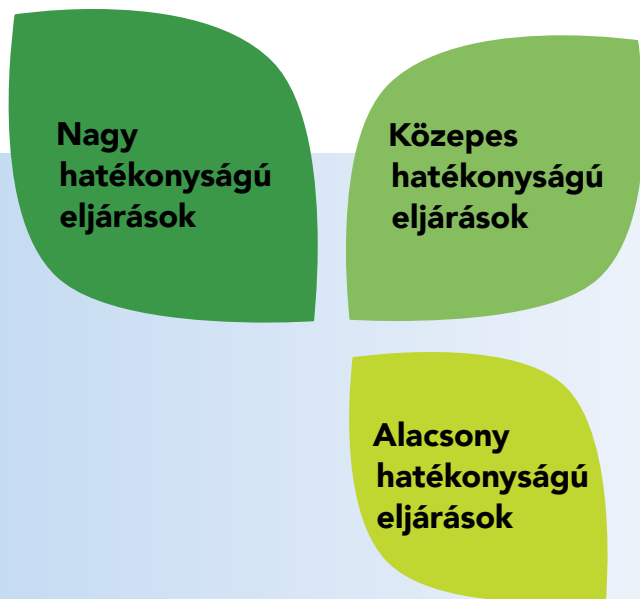 Nagy
hatékonyságú
eljárások
Közepes
hatékonyságú
eljárások
Alacsony
hatékonyságú
eljárások